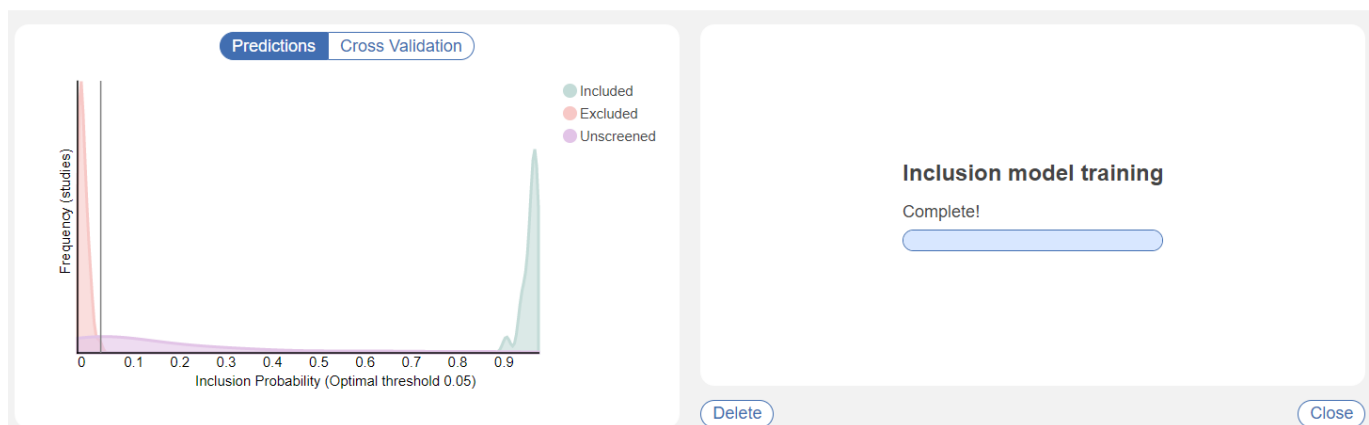 Predictions Cross Validation
Included
Excluded
Unscreened
Frequency (studies)
0 0.1 0.2 0.3 0.4 0.5 0.6 0.7 0.8 0.9
Inclusion Probability (Optimal threshold 0.05)
Inclusion model training
Complete!
Delete
Close